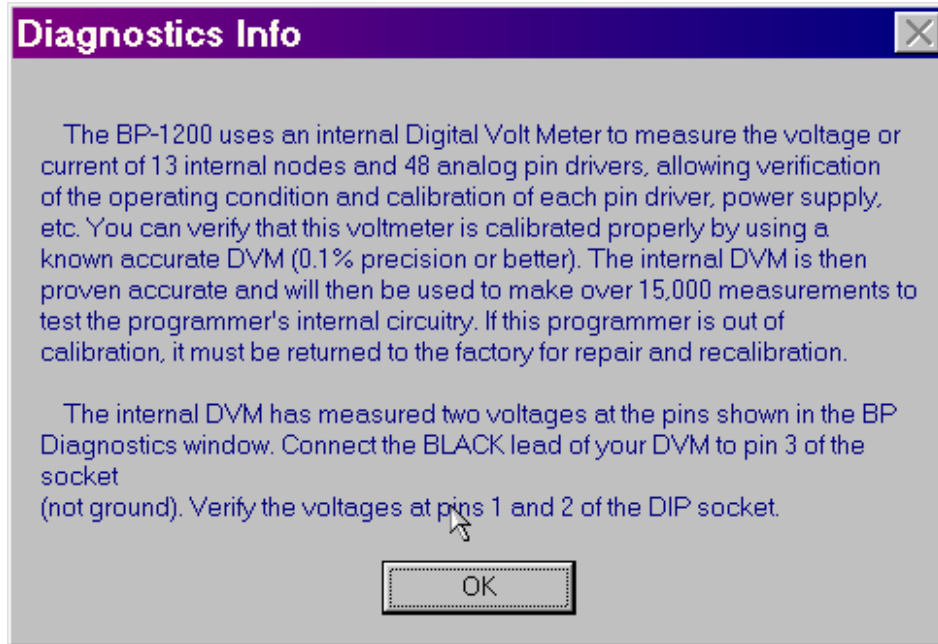 Diagnostics Info
The BP-1200 uses an internal Digital Volt Meter to measure the voltage or
current of 13 internal nodes and 48 analog pin drivers, allowing verification
of the operating condition and calibration of each pin driver, power supply,
etc. You can verify that this voltmeter is calibrated properly by using a
known accurate DVM (0.1% precision or better). The internal DVM is then
proven accurate and will then be used to make over 15,000 measurements to
test the programmer's internal circuitry. If this programmer is out of
calibration, it must be returned to the factory for repair and recalibration.
The internal DVM has measured two voltages at the pins shown in the BP
Diagnostics window. Connect the BLACK lead of your DVM to pin 3 of the
socket
(not ground). Verify the voltages at pins 1 and 2 of the DIP socket.
OK